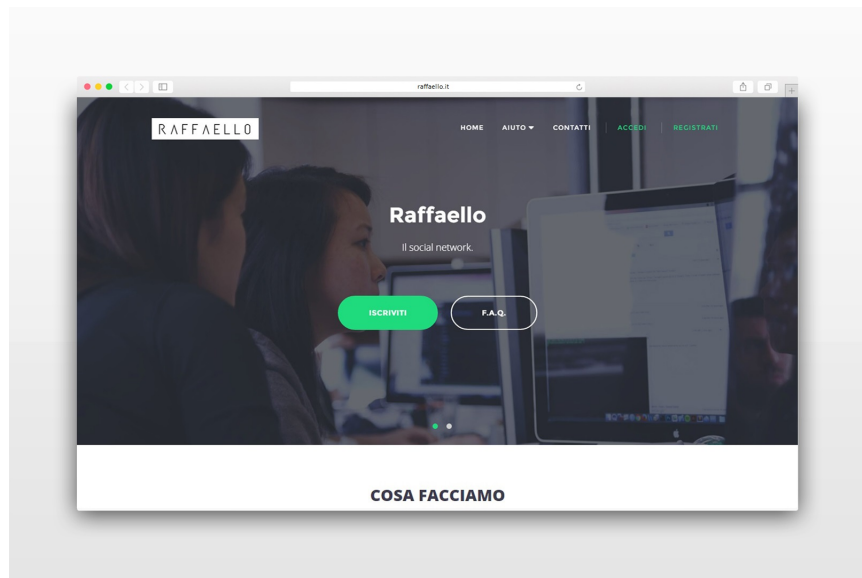 raffaello.it
RAFFAELLO
HOME AIUTO CONTATTI ACCEDI REGISTRATI
Raffaello
Il social network.
ISCRIVITI F.A.Q.
COSA FACCIAMO